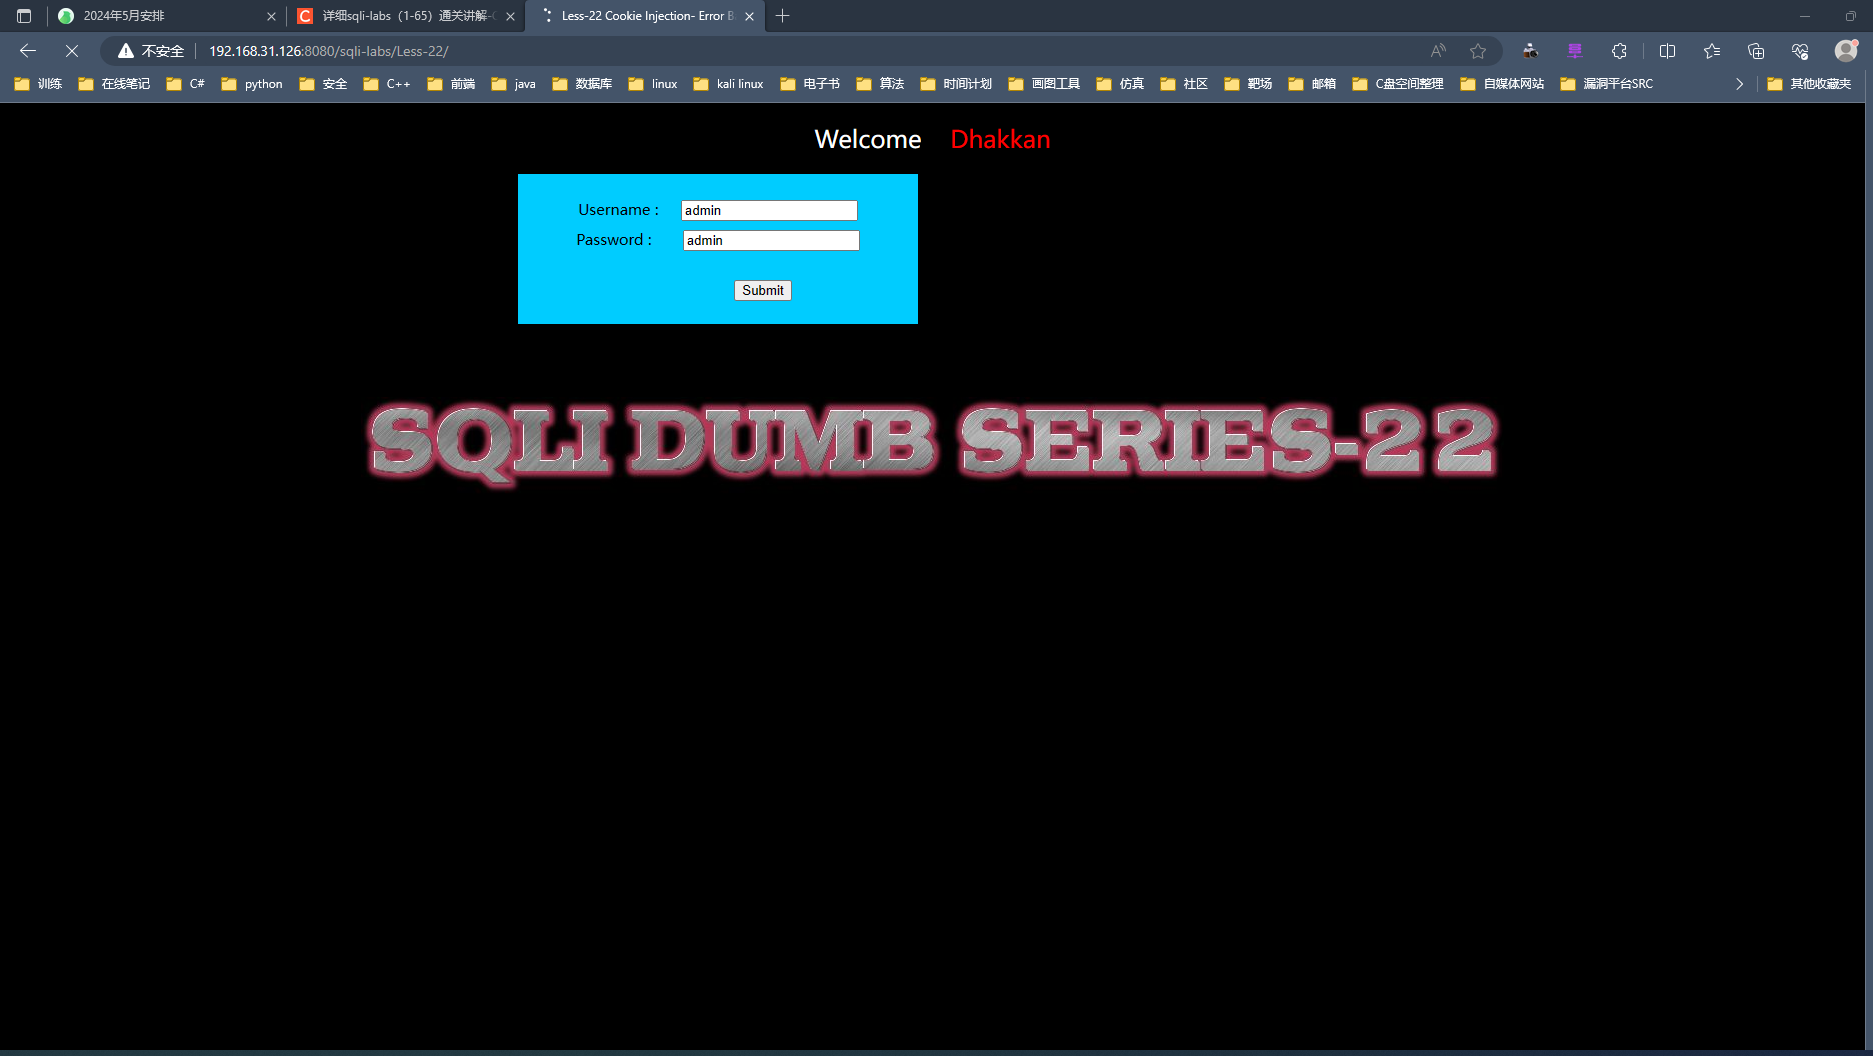 2024年5月安排
详细sqli-labs（1-65）通关讲解-
Less-22 Cookie Injection- Error B
不安全
192.168.31.126:8080/sqli-labs/Less-22/
训练 在线笔记 C# python 安全 C++ 前端 java 数据库 linux kali linux 电子书 算法 时间计划 画图工具 仿真 社区 靶场 邮箱 C盘空间整理 自媒体网站 漏洞平台SRC 其他收藏夹
Welcome Dhakkan
Username : admin
Password : admin
Submit
SQLI DUMB SERIES-22